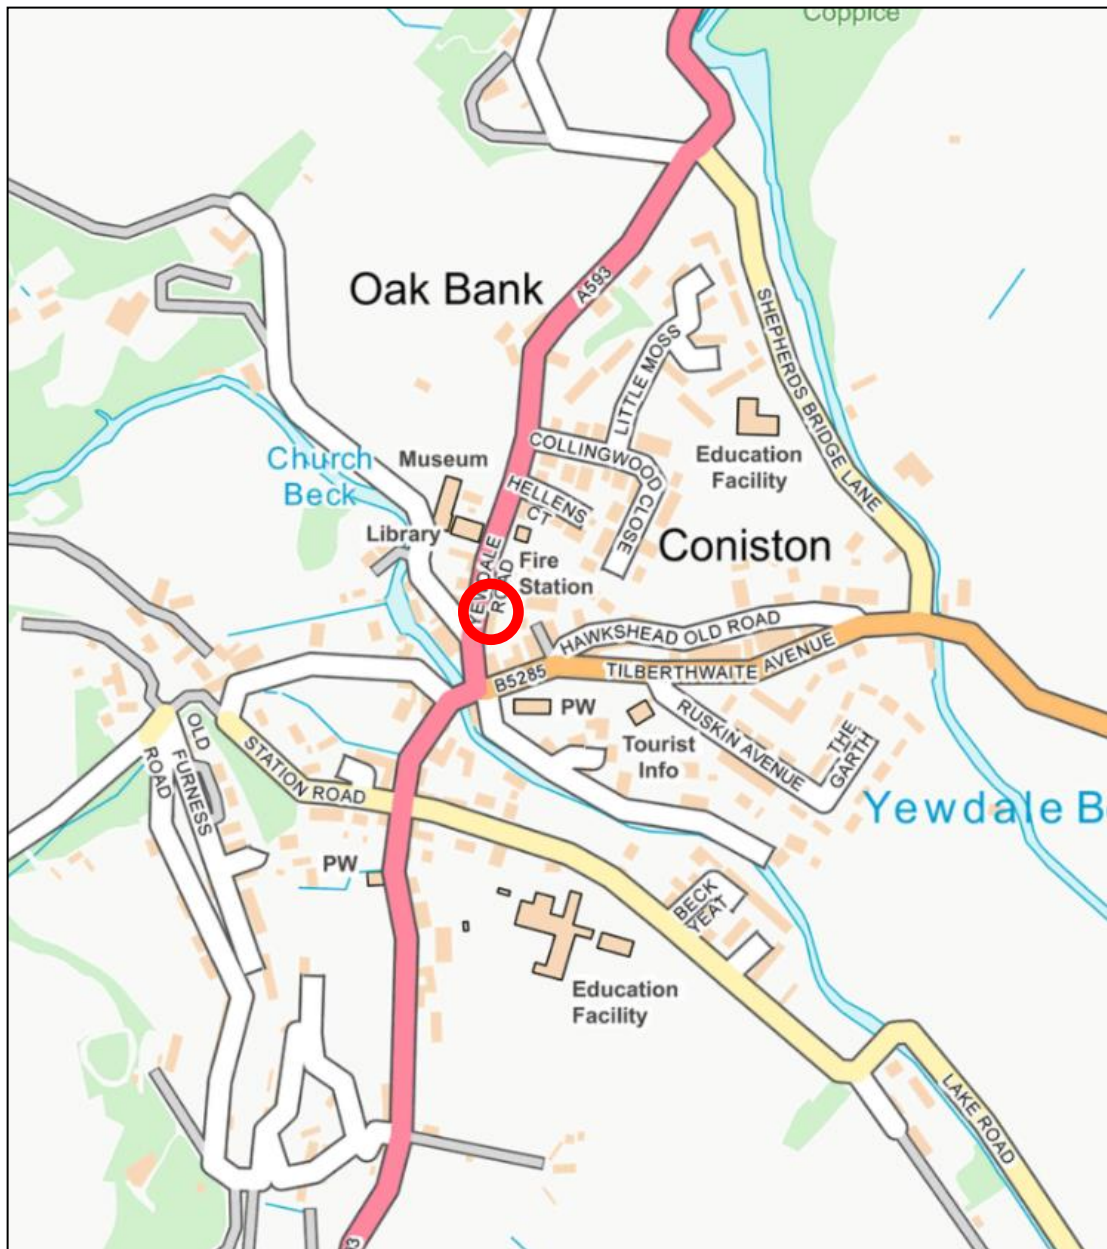 Coppice
Oak Bank
A593
LITTLE MOSS
SHEPHERDS BRIDGE LANE
COLLINGWOOD CLOSE
Education
Facility
Church
Beck
Museum
HELLENS
CT
Library
Coniston
YEWDALE
ROAD
Fire
Station
HAWKSHEAD OLD ROAD
B5285
TILBERTHWAITE AVENUE
PW
RUSKIN AVENUE
Tourist
Info
THE
GARTH
OLD
FURNESS
ROAD
STATION ROAD
Yewdale B
PW
BECK
YEAT
Education
Facility
LAKE ROAD